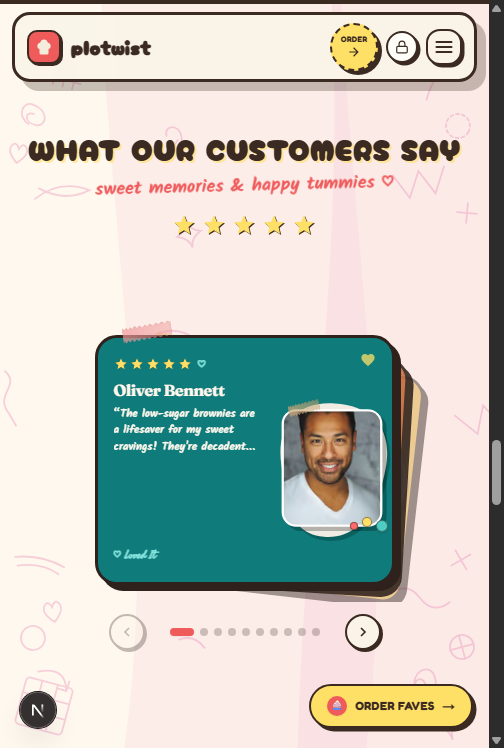 plotwist
ORDER
→
WHAT OUR CUSTOMERS SAY
sweet memories & happy tummies ♡
Oliver Bennett
“The low-sugar brownies are
a lifesaver for my sweet
cravings! They're decadent...
♡ Loved It
N
ORDER FAVES →